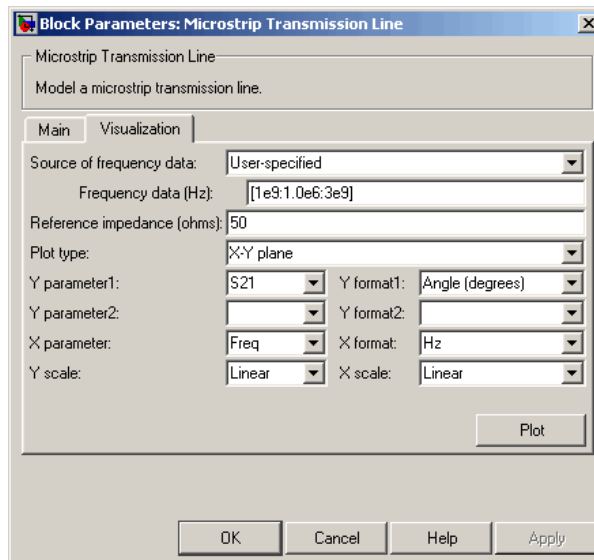 Block Parameters: Microstrip Transmission Line
Microstrip Transmission Line
Model a microstrip transmission line.
Main Visualization
Source of frequency data: User-specified
Frequency data (Hz): [1e9:1.0e6:3e9]
Reference impedance (ohms): 50
Plot type: X-Y plane
Y parameter1: S21 Y format1: Angle (degrees)
Y parameter2: Y format2:
X parameter: Freq X format: Hz
Y scale: Linear X scale: Linear
Plot
OK Cancel Help Apply